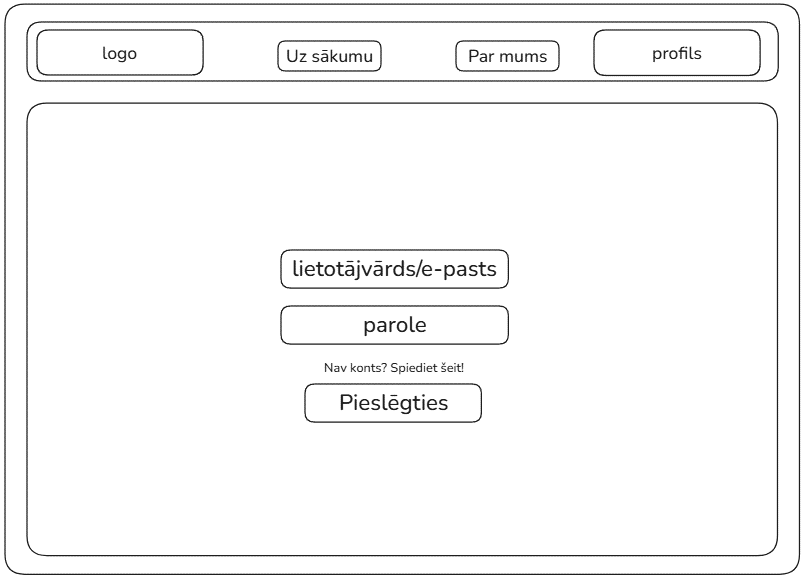 logo
Uz sākumu
Par mums
profils
lietotājvārds/e-pasts
parole
Nav konts? Spiediet šeit!
Pieslēgties